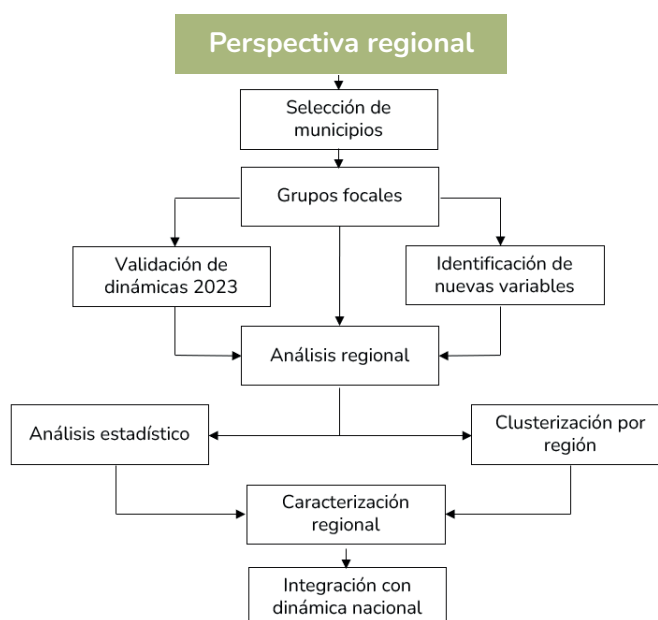 Perspectiva regional
Selección de
municipios
Grupos focales
Validación de
dinámicas 2023
Identificación de
nuevas variables
Análisis regional
Análisis estadístico
Clusterización por
región
Caracterización
regional
Integración con
dinámica nacional